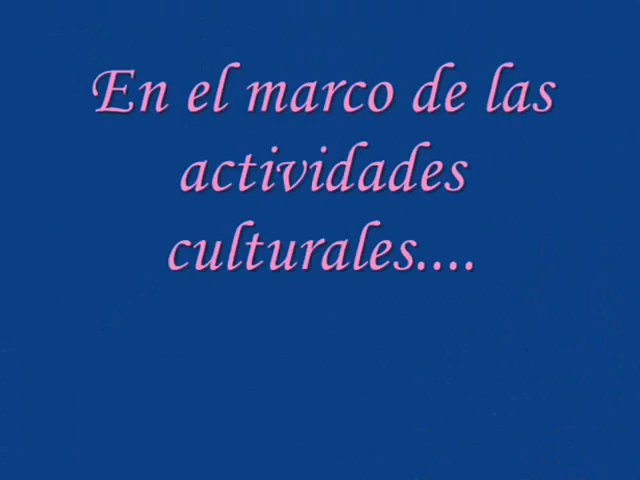 En el marco de las
actividades
culturales....